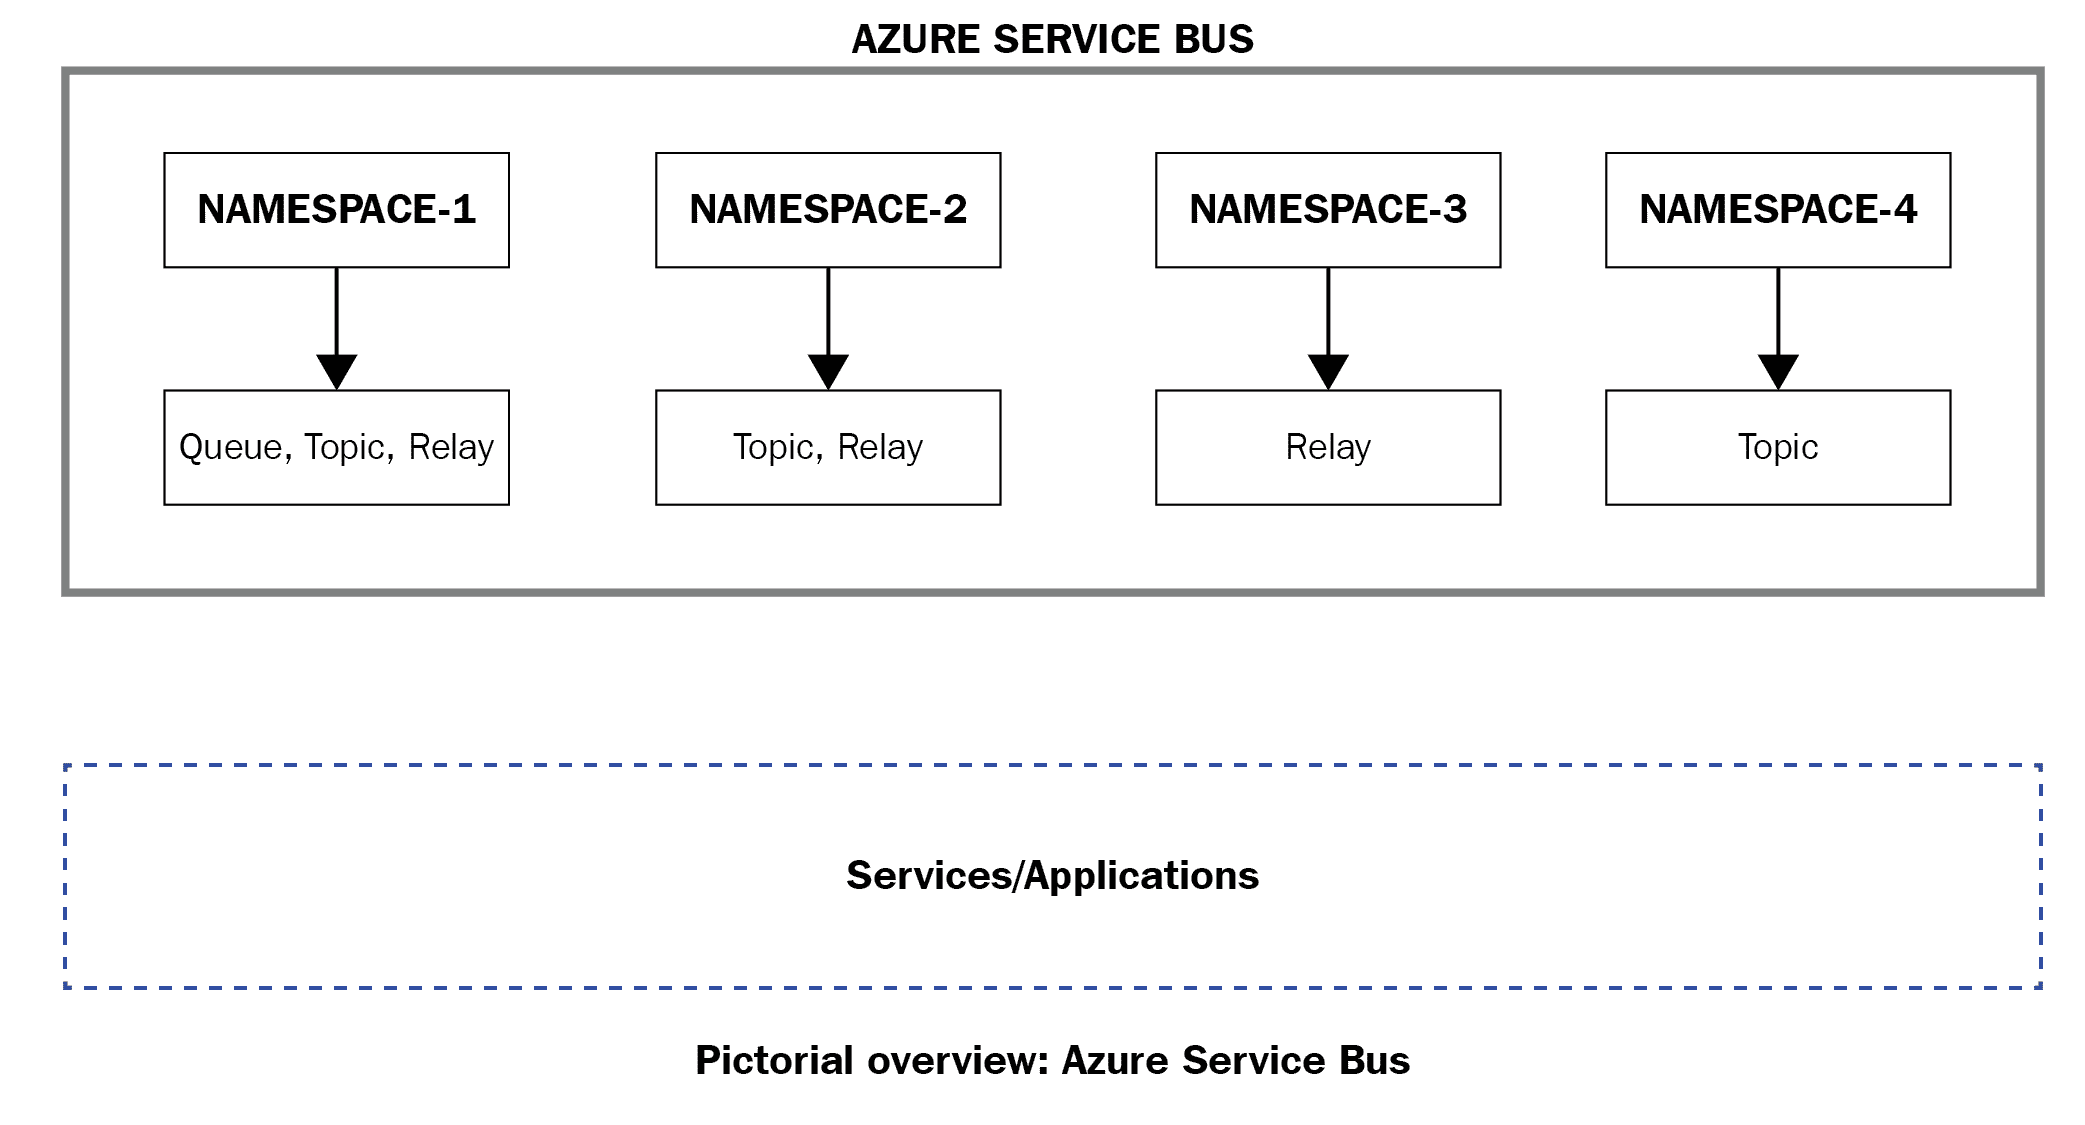 AZURE SERVICE BUS
NAMESPACE-1
NAMESPACE-2
NAMESPACE-3
NAMESPACE-4
Queue, Topic, Relay
Topic, Relay
Relay
Topic
Services/Applications
Pictorial overview: Azure Service Bus